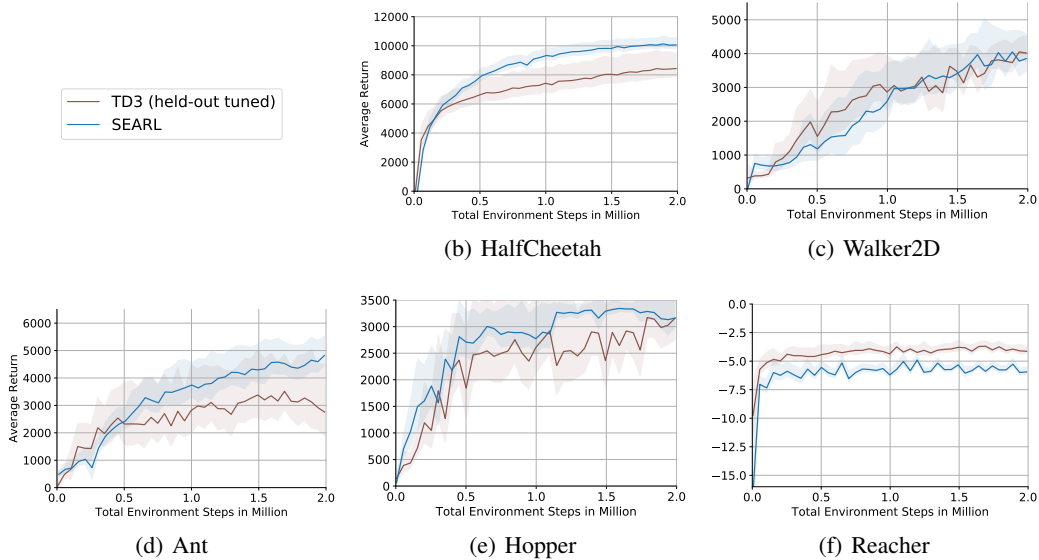 TD3 (held-out tuned)
SEARL
Average Return
12000
10000
8000
6000
4000
2000
0
0.0 0.5 1.0 1.5 2.0
Total Environment Steps in Million
(b) HalfCheetah
5000
4000
3000
2000
1000
0
0.0 0.5 1.0 1.5 2.0
Total Environment Steps in Million
(c) Walker2D
Average Return
6000
5000
4000
3000
2000
1000
0
0.0 0.5 1.0 1.5 2.0
Total Environment Steps in Million
(d) Ant
3500
3000
2500
2000
1500
1000
500
0
0.0 0.5 1.0 1.5 2.0
Total Environment Steps in Million
(e) Hopper
0.0
−2.5
−5.0
−7.5
−10.0
−12.5
−15.0
0.0 0.5 1.0 1.5 2.0
Total Environment Steps in Million
(f) Reacher